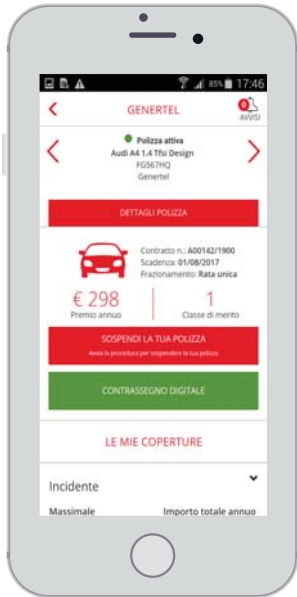 85% 17:46
GENERTEL
0
AVVISI
Polizza attiva
Audi A4 1.4 Tfsi Design
FG567HQ
Genertel
DETTAGLI POLIZZA
Contratto n.: A00142/1900
Scadenza: 01/08/2017
Frazionamento: Rata unica
€ 298 1
Premio annuo Classe di merito
SOSPENDI LA TUA POLIZZA
Avvia la procedura per sospendere la tua polizza
CONTRASSEGNO DIGITALE
LE MIE COPERTURE
Incidente
Massimale Importo totale annuo